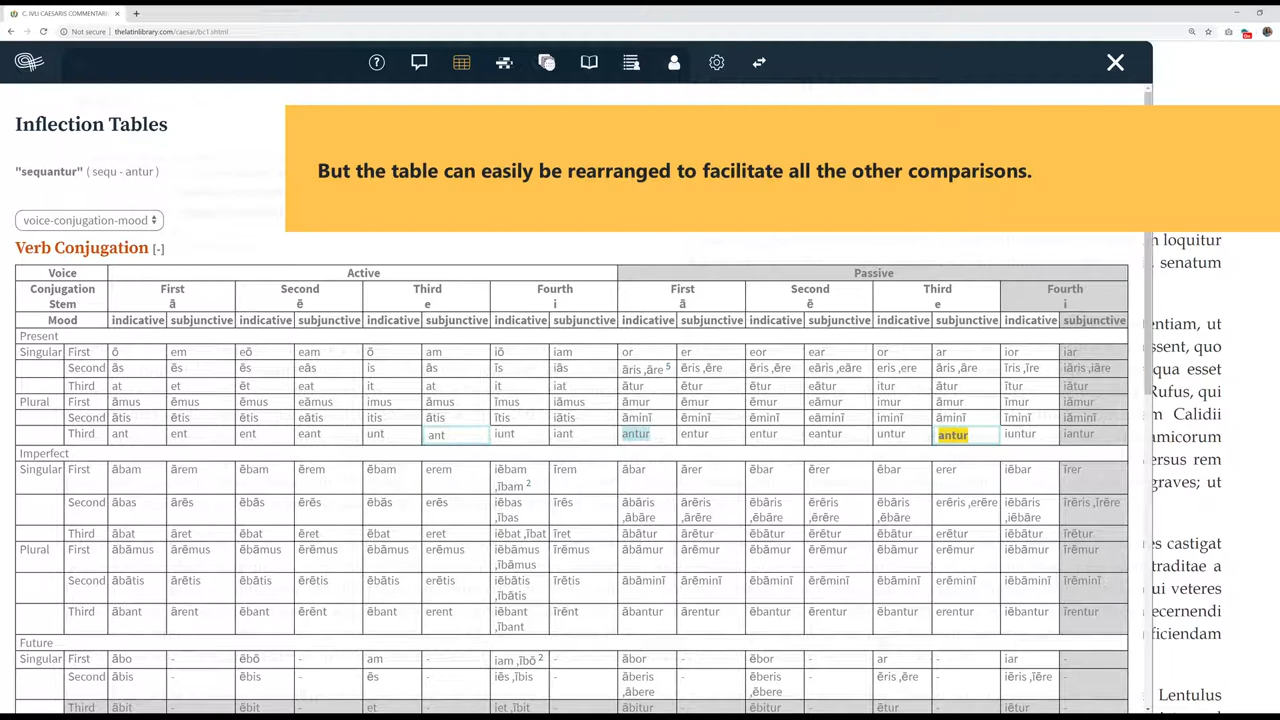 C. IVLI CAESARIS COMMENTARI
Not secure | thelatinlibrary.com/caesar/bc1.shtml
Inflection Tables
But the table can easily be rearranged to facilitate all the other comparisons.
"sequantur" ( sequ - antur )
voice-conjugation-mood
Verb Conjugation [-]
Voice Active Passive
Conjugation First Second Third Fourth First Second Third Fourth
Stem ā ē e i ā ē e i
Mood indicative subjunctive indicative subjunctive indicative subjunctive indicative subjunctive indicative subjunctive indicative subjunctive indicative subjunctive indicative subjunctive
Present
Singular First ō em eō eam ō am iō iam or er eor ear or ar ior iar
Second ās ēs ēs eās is ās īs iās āris ,āre 5 ēris ,ēre ēris ,ēre eāris ,eāre eris ,ere āris ,āre īris ,īre iāris ,iāre
Third at et et eat it at it iat ātur ētur ētur eātur itur ātur ītur iātur
Plural First āmus ēmus ēmus eāmus imus āmus īmus iāmus āmur ēmur ēmur eāmur imur āmur īmur iāmur
Second ātis ētis ētis eātis itis ātis ītis iātis āminī ēminī ēminī eāminī iminī āminī īminī iāminī
Third ant ent ent eant unt ant iunt iant antur entur entur eantur untur antur iuntur iantur
Imperfect
Singular First ābam ārem ēbam ērem ēbam erem iēbam īrem ābar ārer ēbar ērer ēbar erer iēbar īrer
,ībam 2
Second ābas ārēs ēbās ērēs ēbās erēs iēbas īrēs ābāris ārēris ēbāris ērēris ēbāris erēris ,erēre iēbāris īrēris ,īrēre
,ības ,ābāre ,ārēre ,ēbāre ,ērēre ,ēbāre ,iēbāre
Third ābat āret ēbat ēret ēbat eret iēbat ,ībat īret ābātur ārētur ēbātur ērētur ēbātur erētur iēbātur īrētur
Plural First ābāmus ārēmus ēbāmus ērēmus ēbāmus erēmus iēbāmus īrēmus ābāmur ārēmur ēbāmur ērēmur ēbāmur erēmur iēbāmur īrēmur
,ībāmus
Second ābātis ārētis ēbātis ērētis ēbātis erētis iēbātis īrētis ābāminī ārēminī ēbāminī ērēminī ēbāminī erēminī iēbāminī īrēminī
,ībātis
Third ābant ārent ēbant ērēnt ēbant erent iēbant īrēnt ābantur ārentur ēbantur ērentur ēbantur erentur iēbantur īrentur
,ībant
Future
Singular First ābo - ēbō - am - iam ,ībō 2 - ābor - ēbor - ar - iar -
Second ābis - ēbis - ēs - iēs ,ībis - āberis - ēberis - ēris ,ēre - iēris ,iēre -
,ābere ,ēbere
Third ābit - ēbit - et - iet ,ībit - ābitur - ēbitur - ētur - iētur -
loquitur
senatum
entiam, ut
ssent, quo
qua esset
Rufus, qui
Calidii
amicorum
ersus rem
graves; ut
es castigat
traditae a
ui veteres
ecernendi
ficiendam
Lentulus